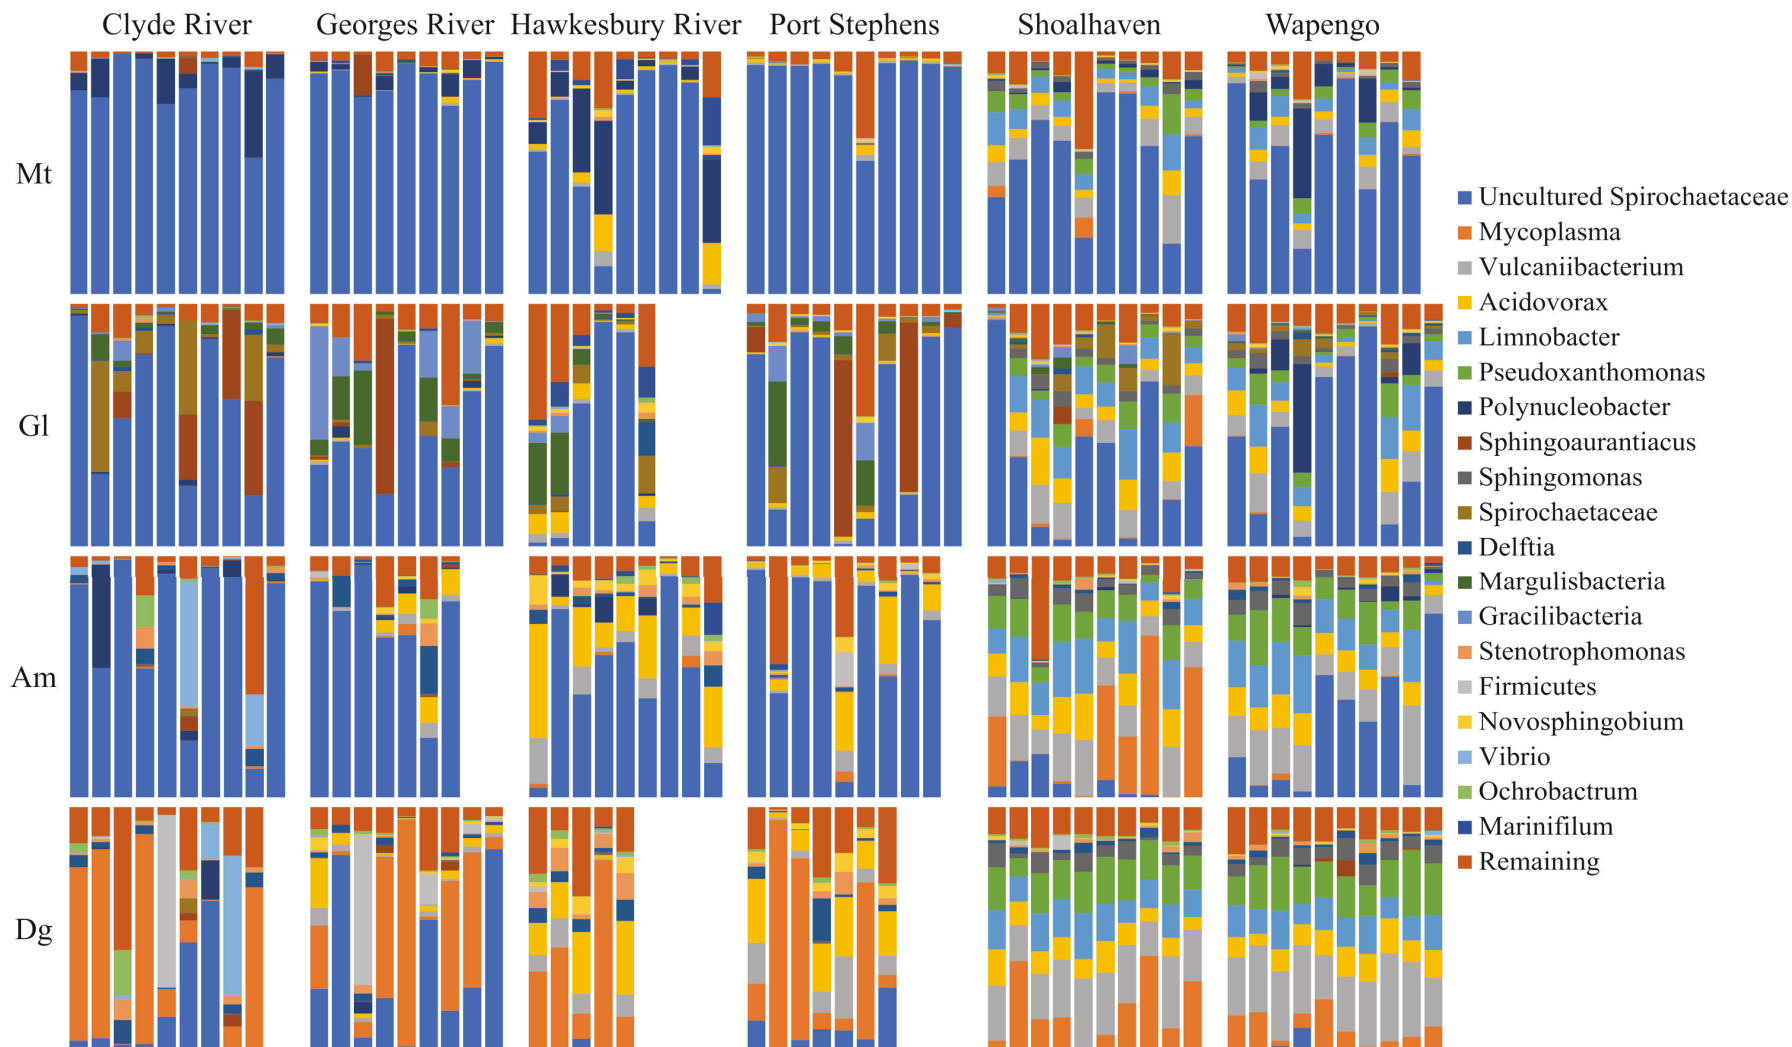 Clyde River Georges River Hawkesbury River Port Stephens Shoalhaven Wapengo
Mt
Gl
Am
Dg
Uncultured Spirochaetaceae
Mycoplasma
Vulcaniibacterium
Acidovorax
Limnobacter
Pseudoxanthomonas
Polynucleobacter
Sphingoaurantiacus
Sphingomonas
Spirochaetaceae
Delftia
Margulisbacteria
Gracilibacteria
Stenotrophomonas
Firmicutes
Novosphingobium
Vibrio
Ochrobactrum
Marinifilum
Remaining